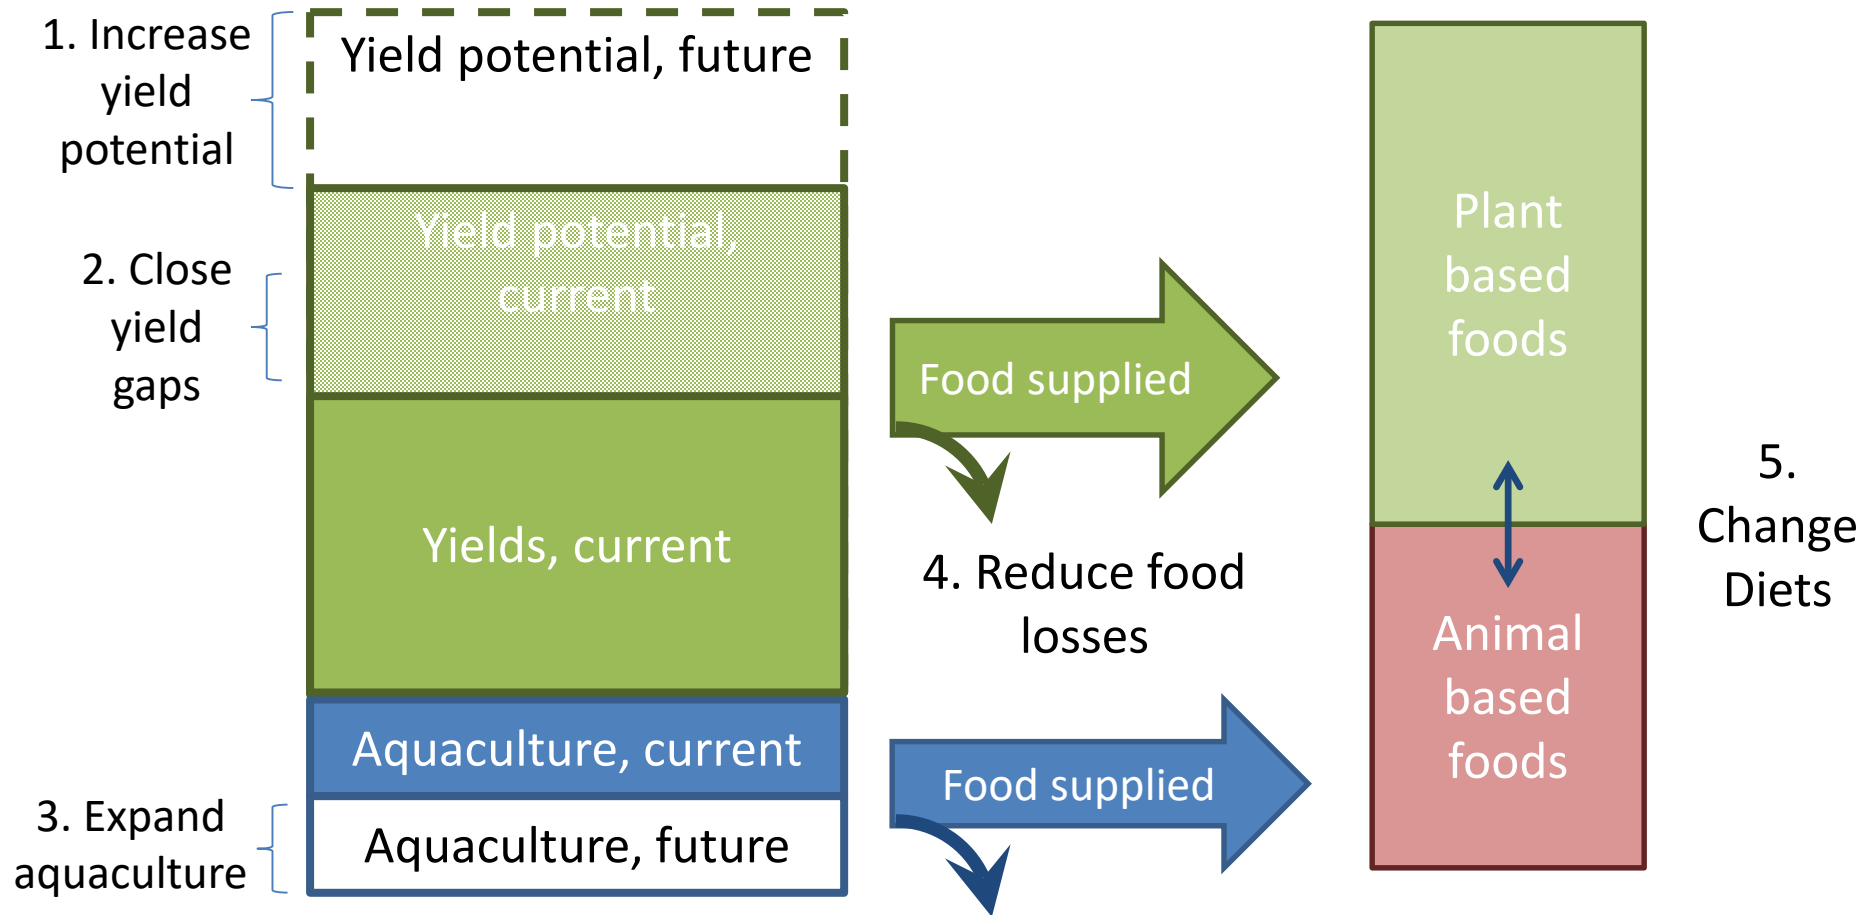 1. Increase
yield
potential
Yield potential, future
2. Close
yield
gaps
Yield potential,
current
Yields, current
Aquaculture, current
3. Expand
aquaculture
Aquaculture, future
Food supplied
4. Reduce food
losses
Food supplied
Plant
based
foods
Animal
based
foods
5.
Change
Diets